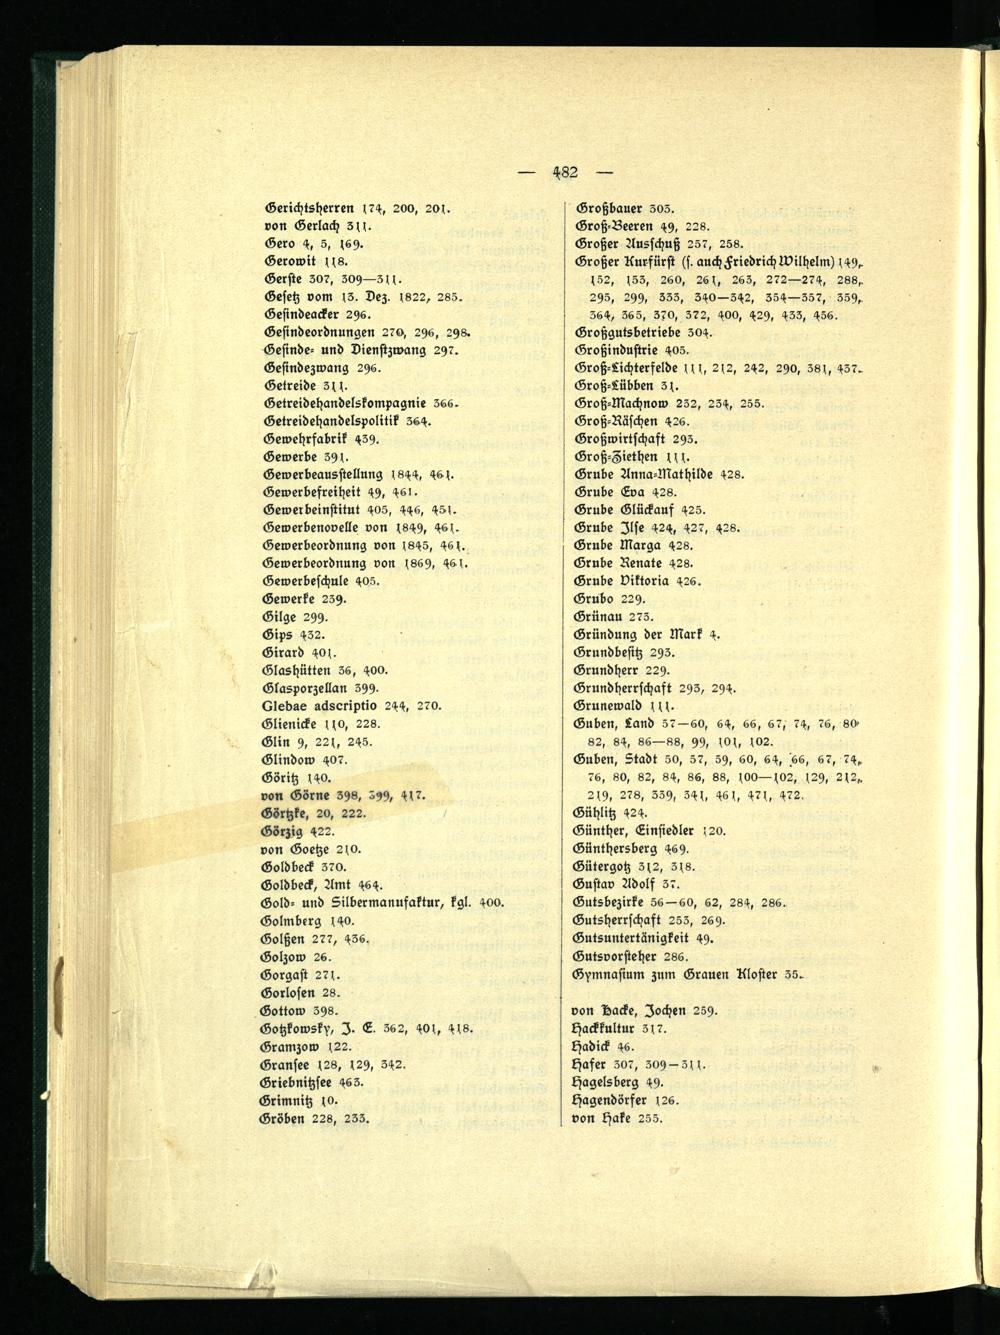 — 482 —
Gerichtsherren 174, 200, 201.
von Gerlach 311.
Gero 4, 5, 169.
Gerowit 118.
Gerste 307, 309—311.
Gesetz vom 13. Dez. 1822, 285.
Gesindeacker 296.
Gesindeordnungen 270, 296, 298.
Gesinde- und Dienstzwang 297.
Gesindezwang 296.
Getreide 311.
Getreidehandelskompagnie 366.
Getreidehandelspolitik 364.
Gewehrfabrik 439.
Gewerbe 391.
Gewerbeausstellung 1844, 461.
Gewerbefreiheit 49, 461.
Gewerbeinstitut 405, 446, 451.
Gewerbenovelle von 1849, 461.
Gewerbeordnung von 1845, 461.
Gewerbeordnung von 1869, 461.
Gewerbeschule 405.
Gewerke 239.
Gilge 299.
Gips 432.
Girard 401.
Glashütten 36, 400.
Glasporzellan 399.
Glebae adscriptio 244, 270.
Glienicke 110, 228.
Glin 9, 221, 245.
Glindow 407.
Göritz 140.
von Görne 398, 399, 417.
Görtzke, 20, 222.
Görzig 422.
von Goetze 210.
Goldbeck 370.
Goldbeck, Amt 464.
Gold- und Silbermanufaktur, kgl. 400.
Golmberg 140.
Golßen 277, 436.
Golzow 26.
Gorgast 271.
Gorlosen 28.
Gottow 398.
Gotzkowsky, J. E. 362, 401, 418.
Gramzow 122.
Gransee 128, 129, 342.
Griebnitzsee 463.
Grimnitz 10.
Gröben 228, 233.
Großbauer 303.
Groß-Beeren 49, 228.
Großer Ausschuß 257, 258.
Großer Kurfürst (s. auch Friedrich Wilhelm) 149,
152, 153, 260, 261, 263, 272—274, 288,
295, 299, 333, 340—342, 354—357, 359,
364, 365, 370, 372, 400, 429, 433, 456.
Großgutsbetriebe 304.
Großindustrie 405.
Groß-Lichterfelde 111, 212, 242, 290, 381, 437.
Groß-Lübben 31.
Groß-Machnow 232, 234, 255.
Groß-Räschen 426.
Großwirtschaft 293.
Groß-Ziethen 111.
Grube Anna-Mathilde 428.
Grube Eva 428.
Grube Glückauf 425.
Grube Ilse 424, 427, 428.
Grube Marga 428.
Grube Renate 428.
Grube Viktoria 426.
Grubo 229.
Grünau 273.
Gründung der Mark 4.
Grundbesitz 293.
Grundherr 229.
Grundherrschaft 293, 294.
Grunewald 111.
Guben, Land 57—60, 64, 66, 67, 74, 76, 80,
82, 84, 86—88, 99, 101, 102.
Guben, Stadt 50, 57, 59, 60, 64, 66, 67, 74,
76, 80, 82, 84, 86, 88, 100—102, 129, 212,
219, 278, 339, 341, 461, 471, 472.
Gühlitz 424.
Günther, Einsiedler 120.
Günthersberg 469.
Gütergotz 312, 318.
Gustav Adolf 37.
Gutsbezirke 56—60, 62, 284, 286.
Gutsherrschaft 253, 269.
Gutsuntertänigkeit 49.
Gutsvorsteher 286.
Gymnasium zum Grauen Kloster 35.
von Hacke, Jochen 259.
Hackkultur 317.
Hadick 46.
Hafer 307, 309—311.
Hagelsberg 49.
Hagendörfer 126.
von Hake 255.